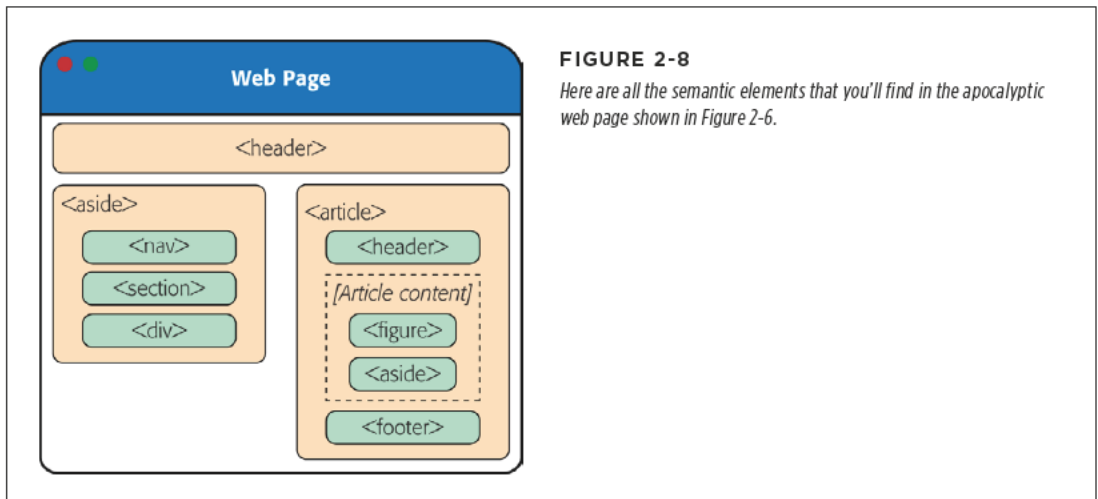 Web Page
<header>
<aside>
<nav>
<section>
<div>
<article>
<header>
[Article content]
<figure>
<aside>
<footer>
FIGURE 2-8
Here are all the semantic elements that you'll find in the apocalyptic
web page shown in Figure 2-6.